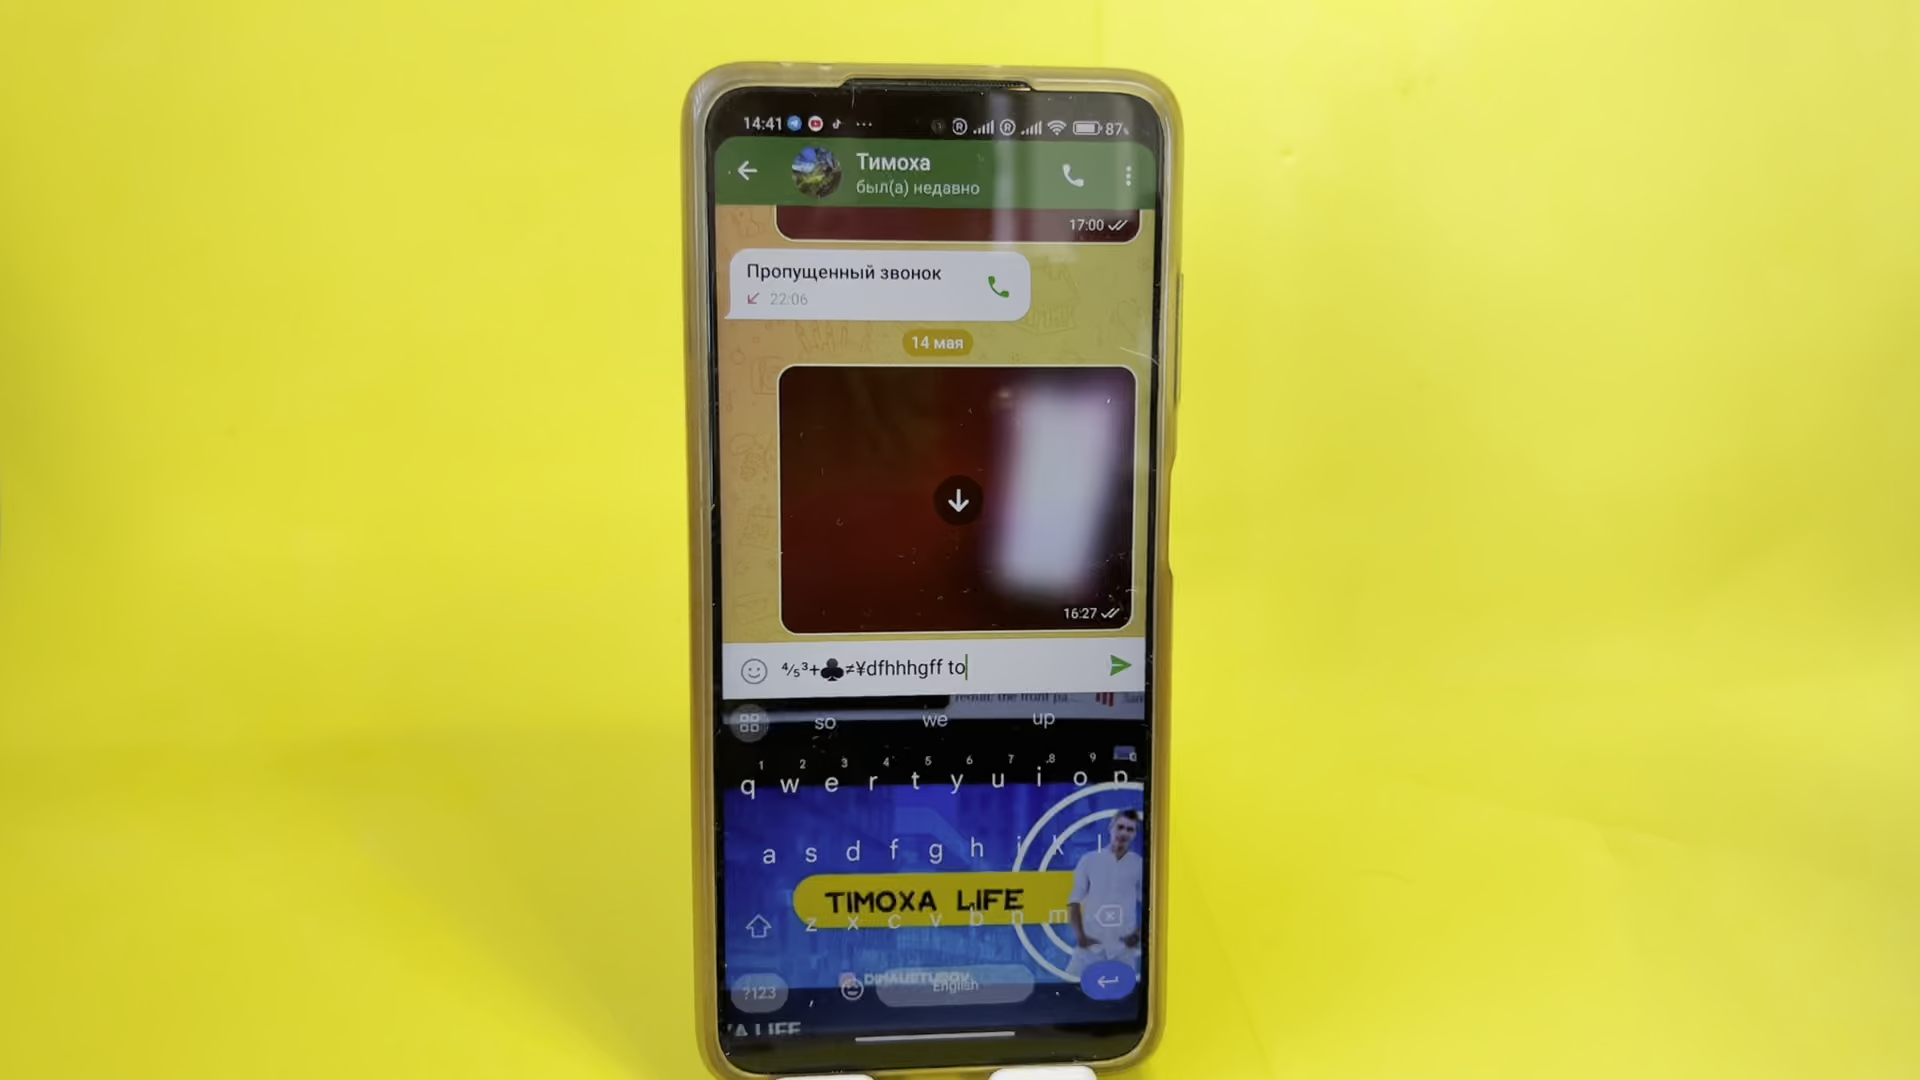 14:41
87
Тимоха
был(а) недавно
17:00
Пропущенный звонок
22:06
14 мая
16:27
⁴⁄₅³+♣≠¥dfhhhgff to
so we up
1 2 3 4 5 6 7 8 9
q w e r t y u i o p
a s d f g h j k l
TIMOXA LIFE
z x c v b n m
?123 , English
LIFE